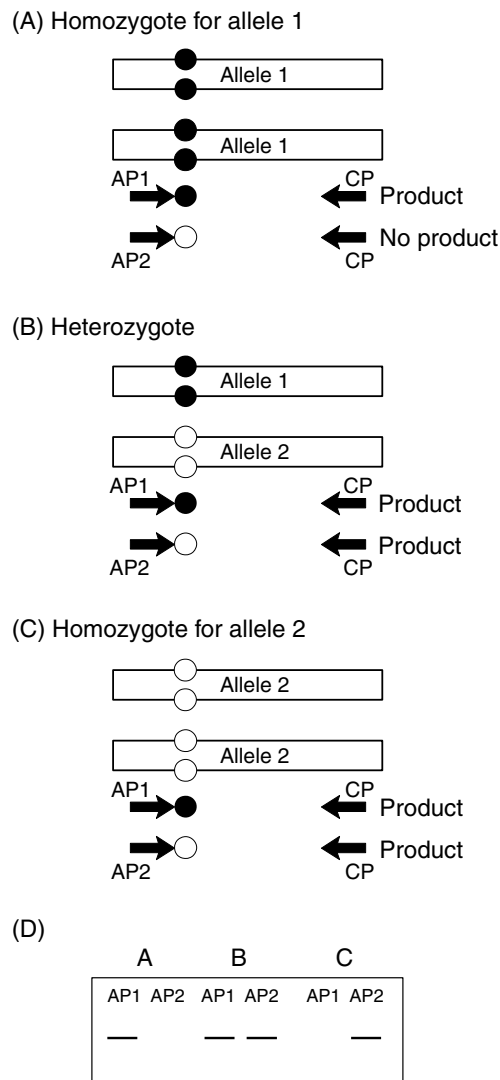 (A) Homozygote for allele 1
Allele 1
Allele 1
AP1 CP Product
No product
AP2 CP
(B) Heterozygote
Allele 1
Allele 2
AP1 CP Product
Product
AP2 CP
(C) Homozygote for allele 2
Allele 2
Allele 2
AP1 CP Product
Product
AP2 CP
(D)
A B C
AP1 AP2 AP1 AP2 AP1 AP2